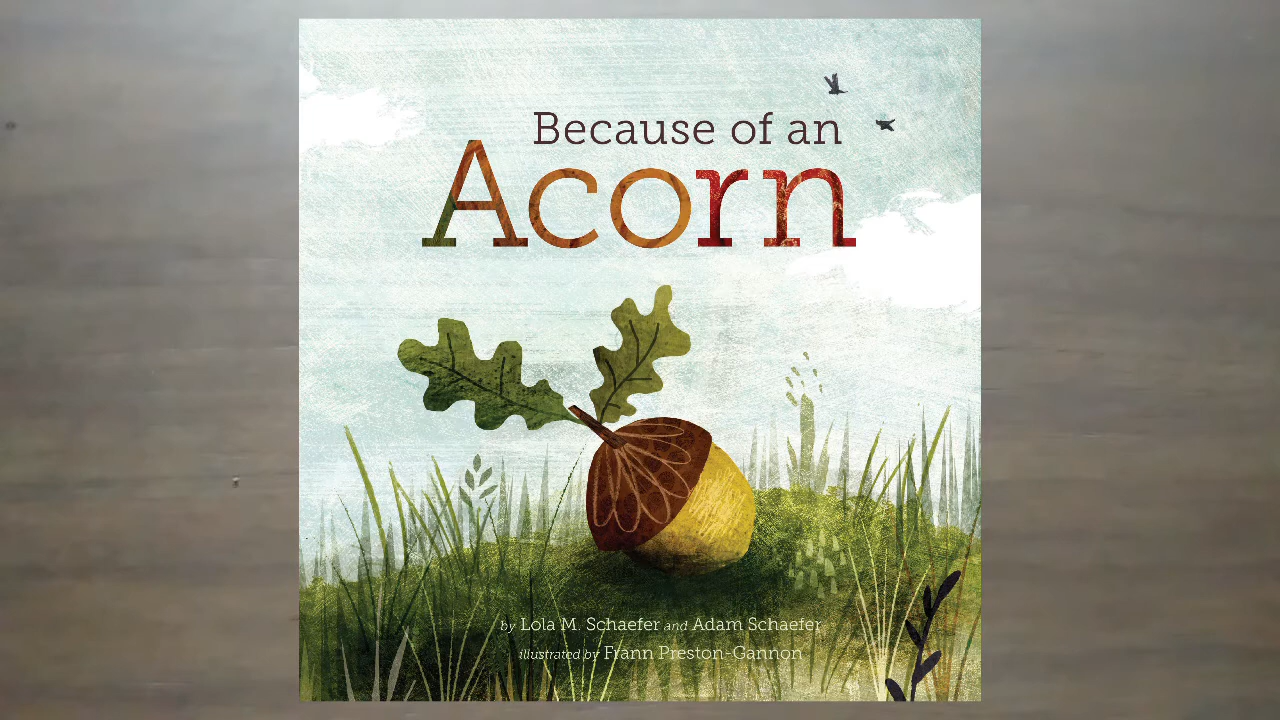 Because of an
Acorn
by Lola M. Schaefer and Adam Schaefer
illustrated by Frann Preston-Gannon